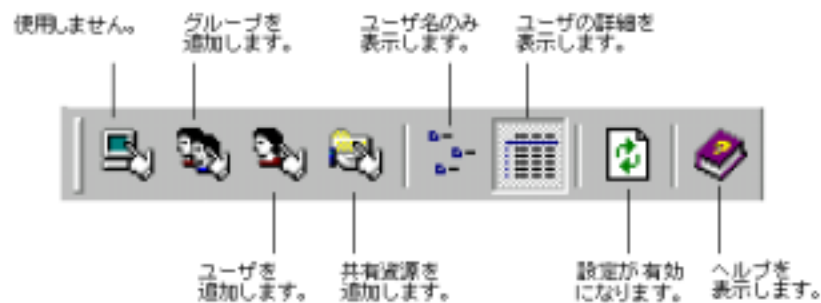 使用しません。
グループを
追加します。
ユーザ名のみ
表示します。
ユーザの詳細を
表示します。
ユーザを
追加します。
共有資源を
追加します。
設定が有効
になります。
ヘルプを
表示します。